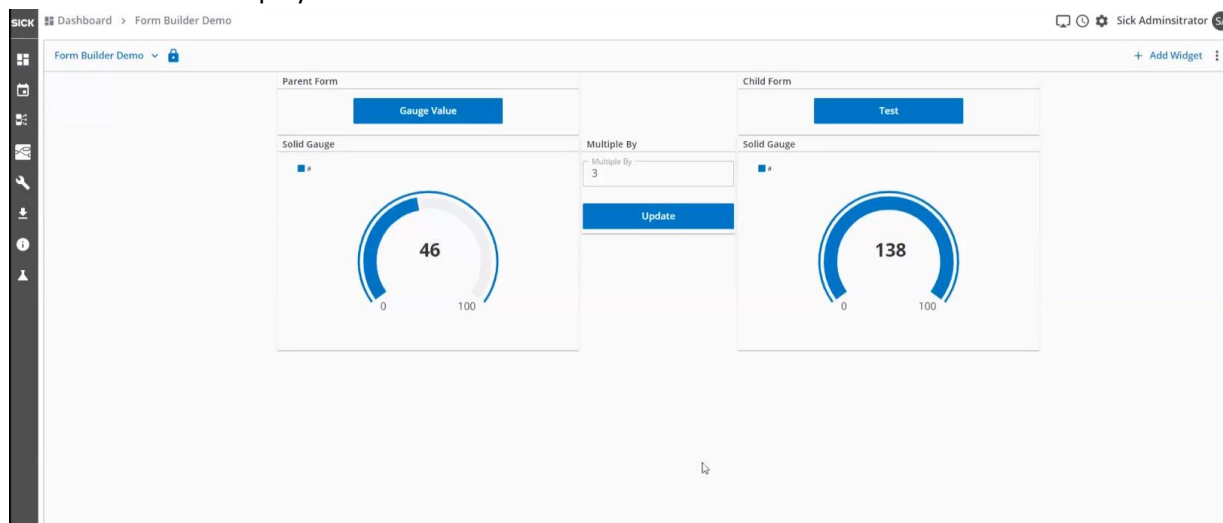 SICK
Dashboard > Form Builder Demo
Sick Adminsitrator
Form Builder Demo
+ Add Widget
Parent Form
Child Form
Gauge Value
Test
Solid Gauge
Multiple By
Solid Gauge
Multiple By
3
Update
46
0
100
138
0
100